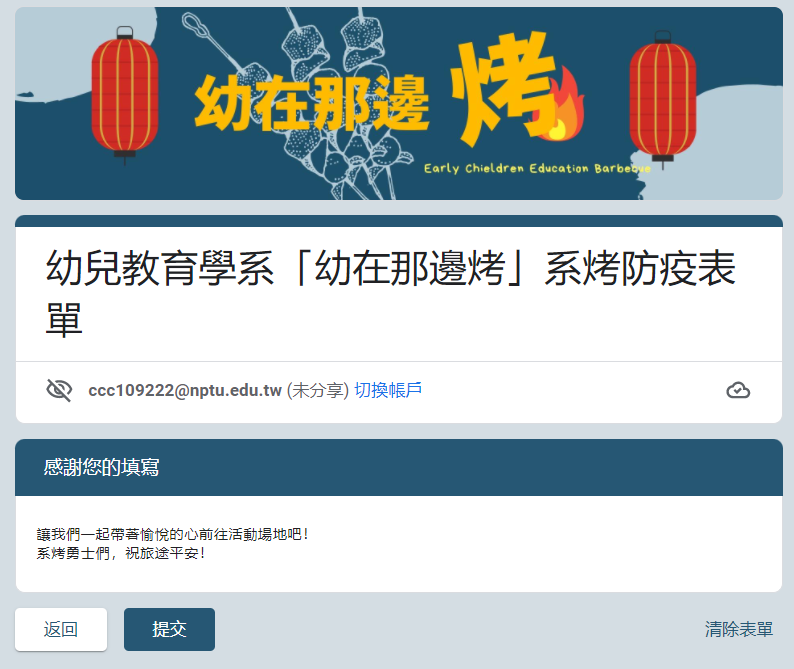 幼在那邊烤
Early Chieldren Education Barbeque
幼兒教育學系「幼在那邊烤」系烤防疫表
單
ccc109222@nptu.edu.tw (未分享) 切換帳戶
感謝您的填寫
讓我們一起帶著愉悅的心前往活動場地吧！
系烤勇士們，祝旅途平安！
返回
提交
清除表單